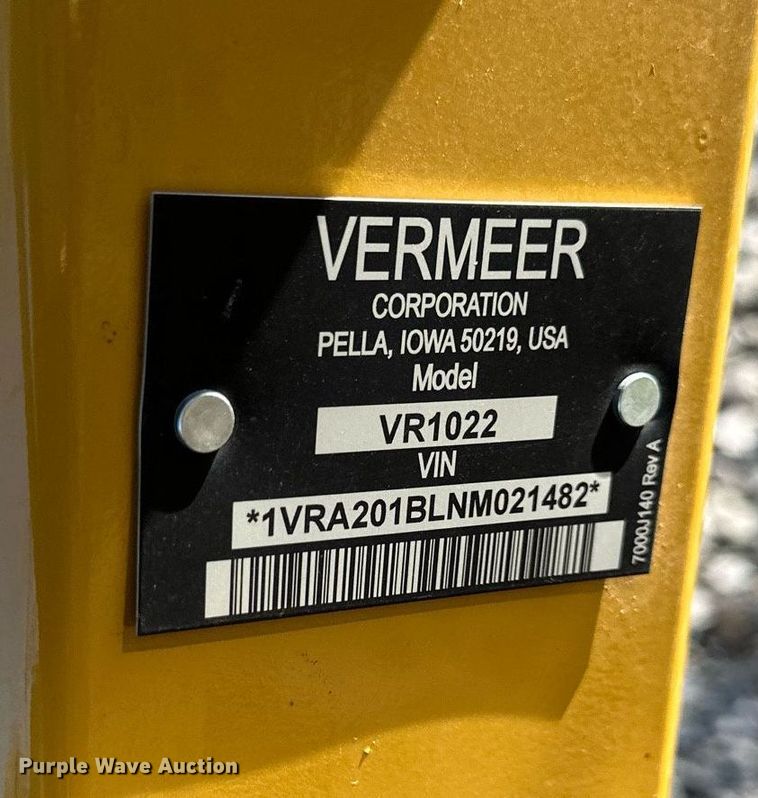 VERMEER
CORPORATION
PELLA, IOWA 50219, USA
Model
VR1022
VIN
*1VRA201BLNM021482*
7000J140 Rev A
Purple Wave Auction